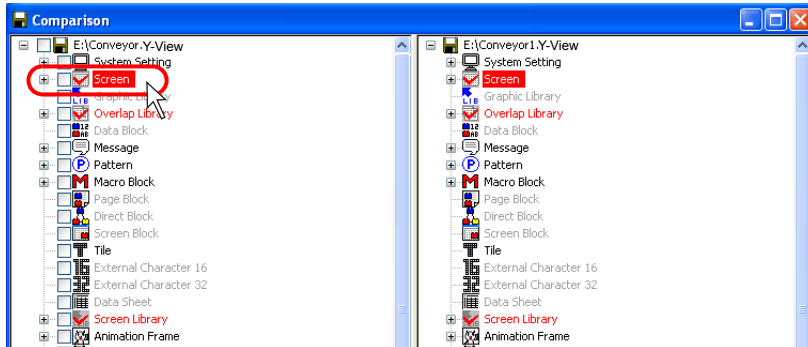 Comparison
E:\Conveyor.Y-View
System Setting
Screen
Graphic Library
Overlap Library
Data Block
Message
Pattern
Macro Block
Page Block
Direct Block
Screen Block
Tile
External Character 16
External Character 32
Data Sheet
Screen Library
Animation Frame
E:\Conveyor1.Y-View
System Setting
Screen
Graphic Library
Overlap Library
Data Block
Message
Pattern
Macro Block
Page Block
Direct Block
Screen Block
Tile
External Character 16
External Character 32
Data Sheet
Screen Library
Animation Frame